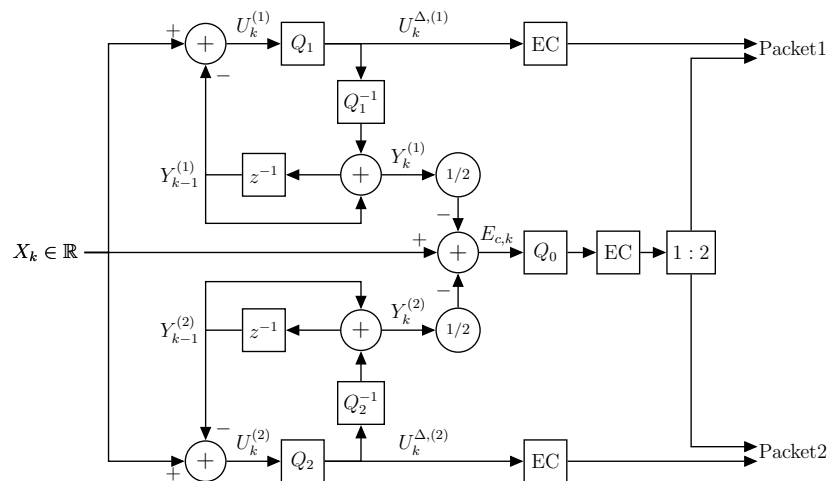 + U_k^{(1)} Q_1 U_k^{Δ,(1)} EC Packet1
+
−
Q_1^{-1}
Y_{k-1}^{(1)} z^{-1} + Y_k^{(1)} 1/2
−
X_k ∈ ℝ + + E_{c,k} Q_0 EC 1 : 2
−
Y_{k-1}^{(2)} z^{-1} + Y_k^{(2)} 1/2
Q_2^{-1}
−
+ U_k^{(2)} Q_2 U_k^{Δ,(2)} EC Packet2
+